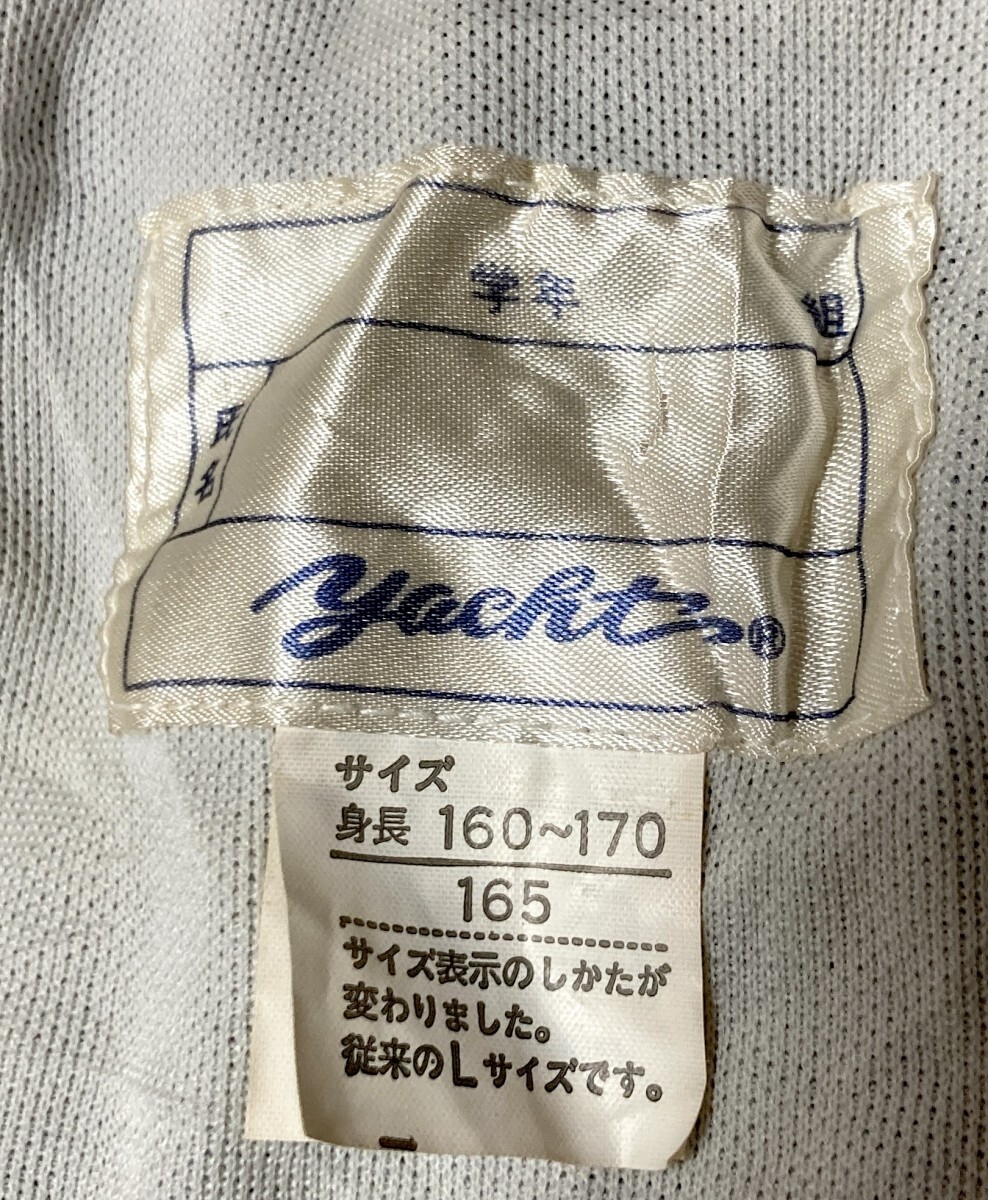 学年 組
氏名
yacht®
サイズ
身長 160~170
165
サイズ表示のしかたが
変わりました。
従来のLサイズです。